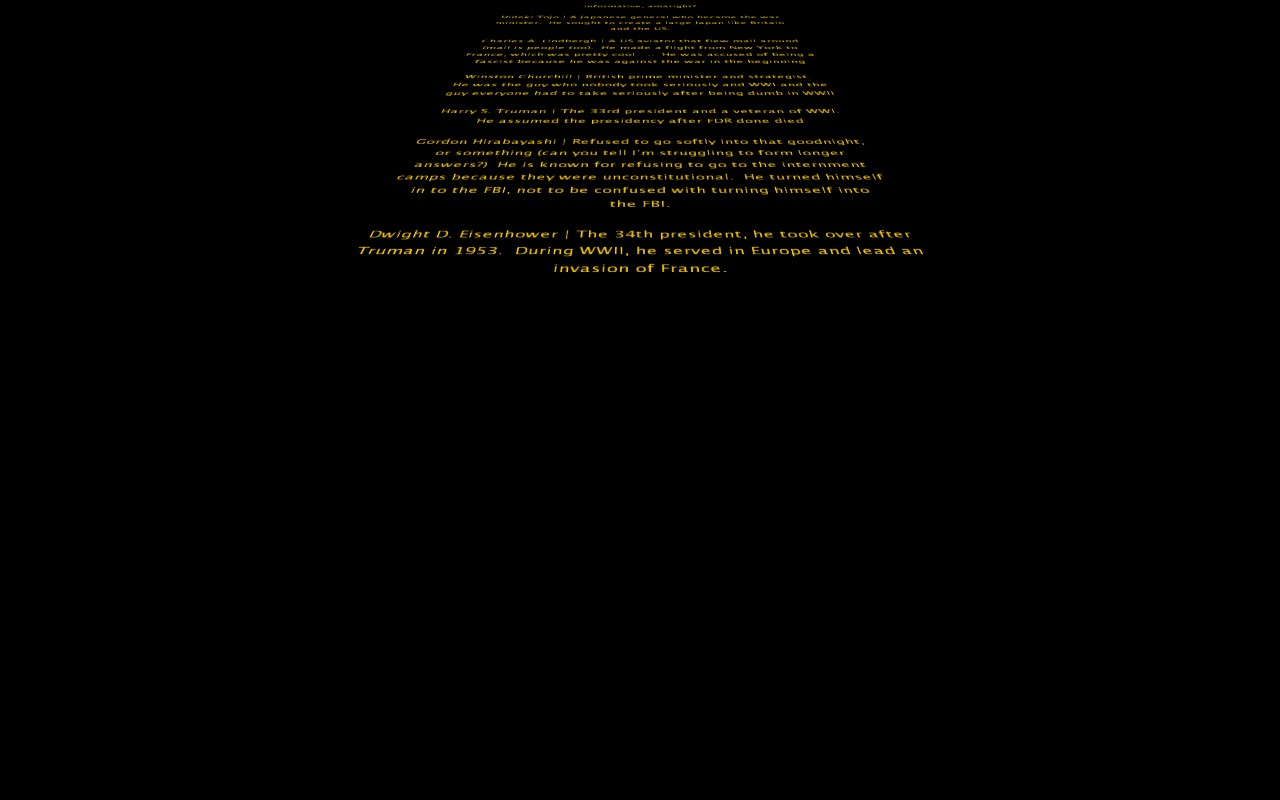 informative, amaright?
Hideki Tojo | A Japanese general who became the war
minister. He sought to create a large Japan like Britain
and the US.
Charles A. Lindbergh | A US aviator that flew mail around
(mail is people too). He made a flight from New York to
France, which was pretty cool .... He was accused of being a
fascist because he was against the war in the beginning
Winston Churchill | British prime minister and strategist.
He was the guy who nobody took seriously and WWI and the
guy everyone had to take seriously after being dumb in WWII
Harry S. Truman | The 33rd president and a veteran of WWI.
He assumed the presidency after FDR done died
Gordon Hirabayashi | Refused to go softly into that goodnight,
or something (can you tell I'm struggling to form longer
answers?) He is known for refusing to go to the internment
camps because they were unconstitutional. He turned himself
in to the FBI, not to be confused with turning himself into
the FBI.
Dwight D. Eisenhower | The 34th president, he took over after
Truman in 1953. During WWII, he served in Europe and lead an
invasion of France.